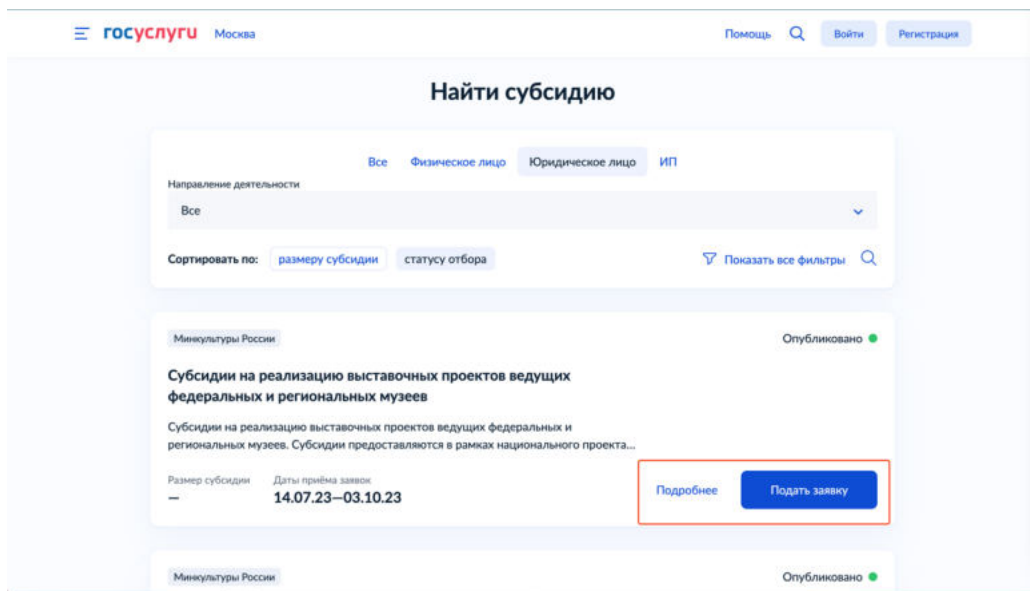 госуслуги Москва Помощь Войти Регистрация
Найти субсидию
Все Физическое лицо Юридическое лицо ИП
Направление деятельности
Все
Сортировать по: размеру субсидии статусу отбора Показать все фильтры
Минкультуры России Опубликовано
Субсидии на реализацию выставочных проектов ведущих
федеральных и региональных музеев
Субсидии на реализацию выставочных проектов ведущих федеральных и
региональных музеев. Субсидии предоставляются в рамках национального проекта...
Размер субсидии Даты приёма заявок
— 14.07.23—03.10.23
Подробнее Подать заявку
Минкультуры России Опубликовано